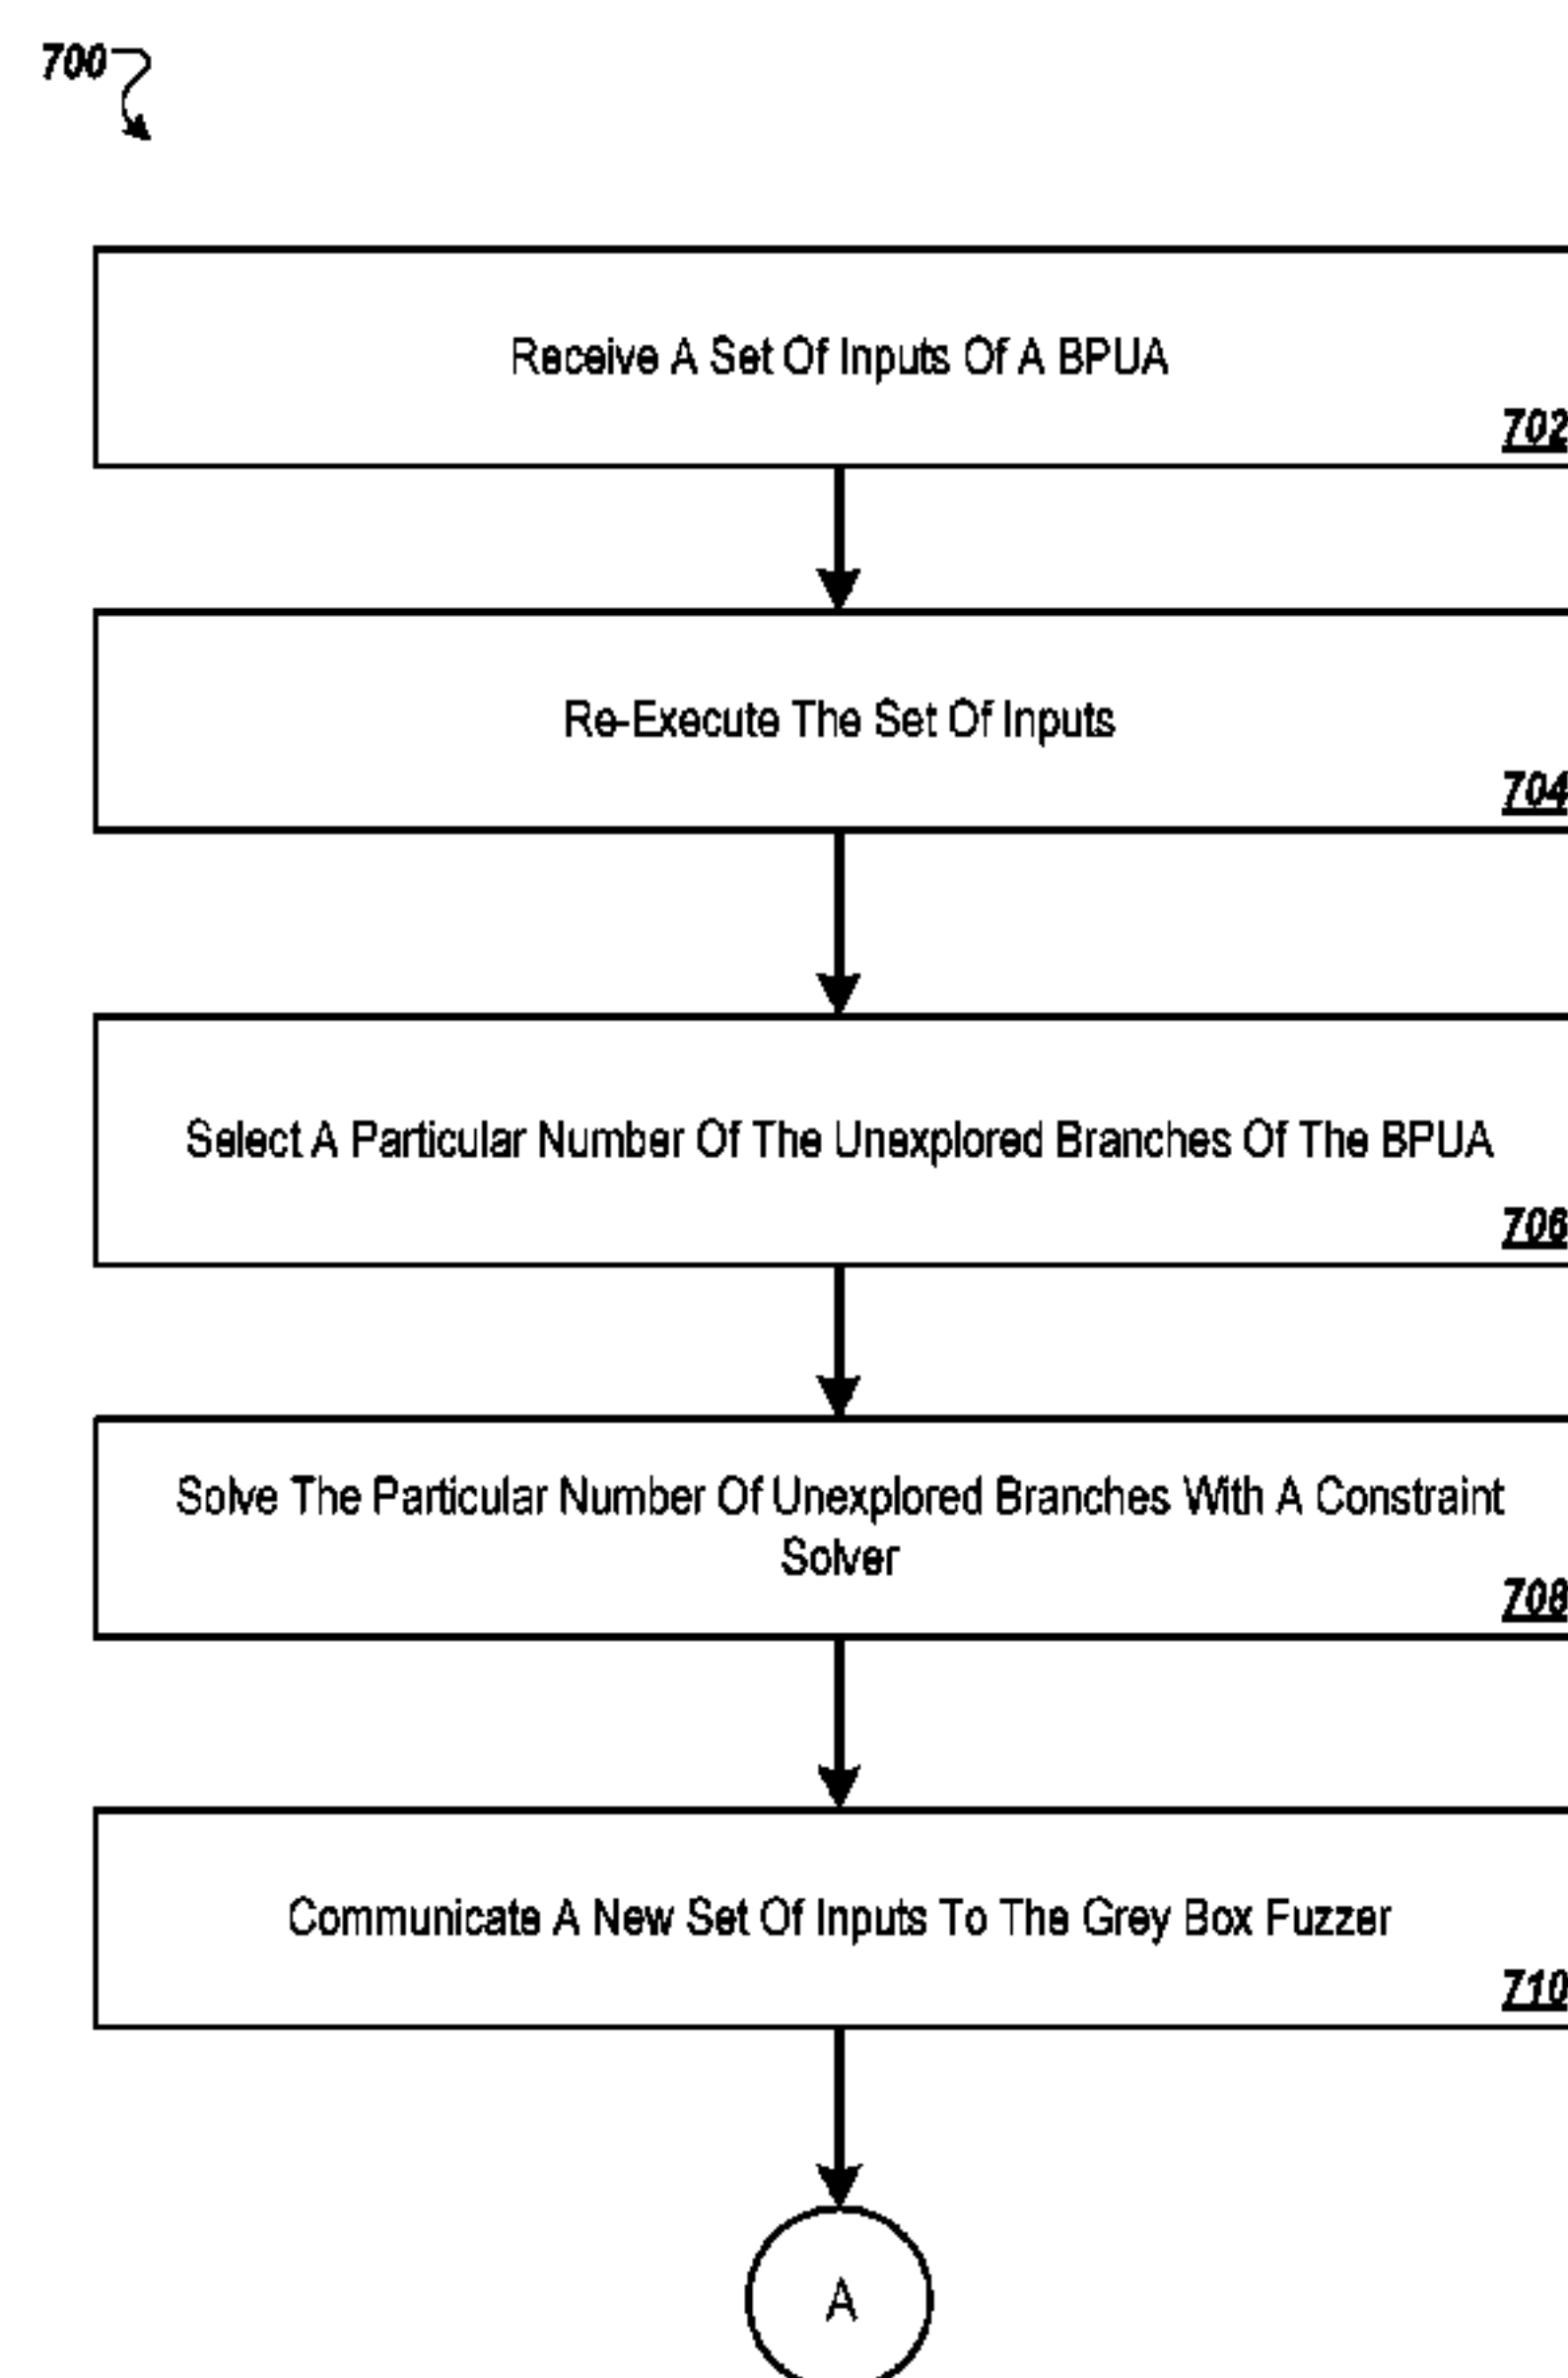 700
Receive A Set Of Inputs Of A BPUA
702
Re-Execute The Set Of Inputs
704
Select A Particular Number Of The Unexplored Branches Of The BPUA
706
Solve The Particular Number Of Unexplored Branches With A Constraint
Solver
708
Communicate A New Set Of Inputs To The Grey Box Fuzzer
710
A